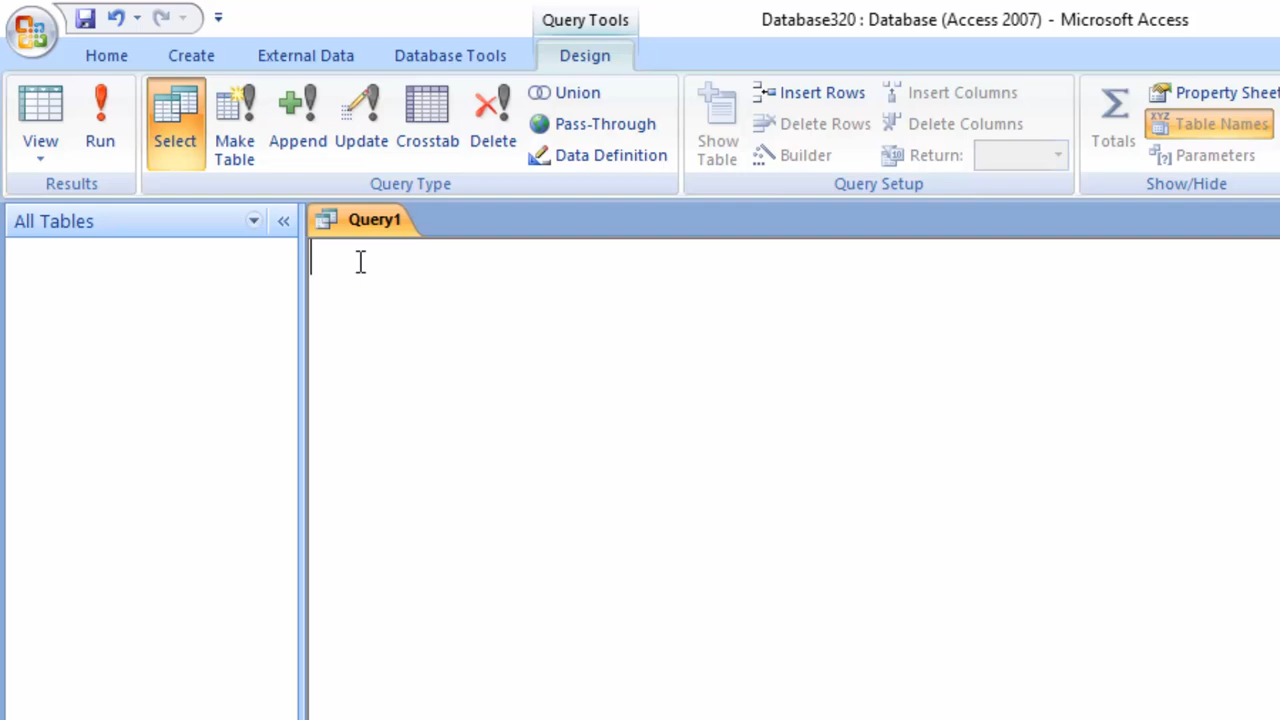 Query Tools
Database320 : Database (Access 2007) - Microsoft Access
Home Create External Data Database Tools Design
View Run Select Make Table Append Update Crosstab Delete
Union
Pass-Through
Data Definition
Show Table
Insert Rows
Delete Rows
Builder
Insert Columns
Delete Columns
Return:
Totals
Property Sheet
Table Names
Parameters
Results Query Type Query Setup Show/Hide
All Tables
Query1